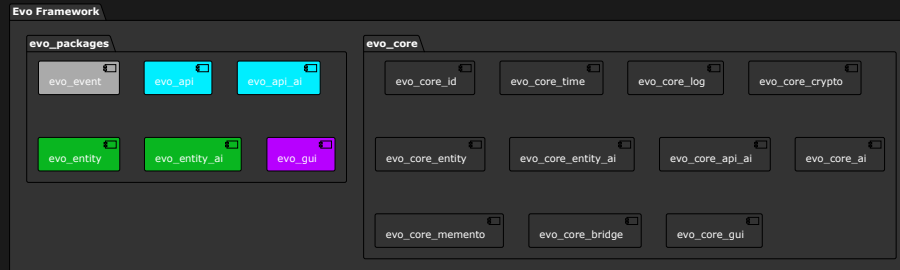 Evo Framework
evo_packages
evo_event
evo_api
evo_api_ai
evo_entity
evo_entity_ai
evo_gui
evo_core
evo_core_id
evo_core_time
evo_core_log
evo_core_crypto
evo_core_entity
evo_core_entity_ai
evo_core_api_ai
evo_core_ai
evo_core_memento
evo_core_bridge
evo_core_gui